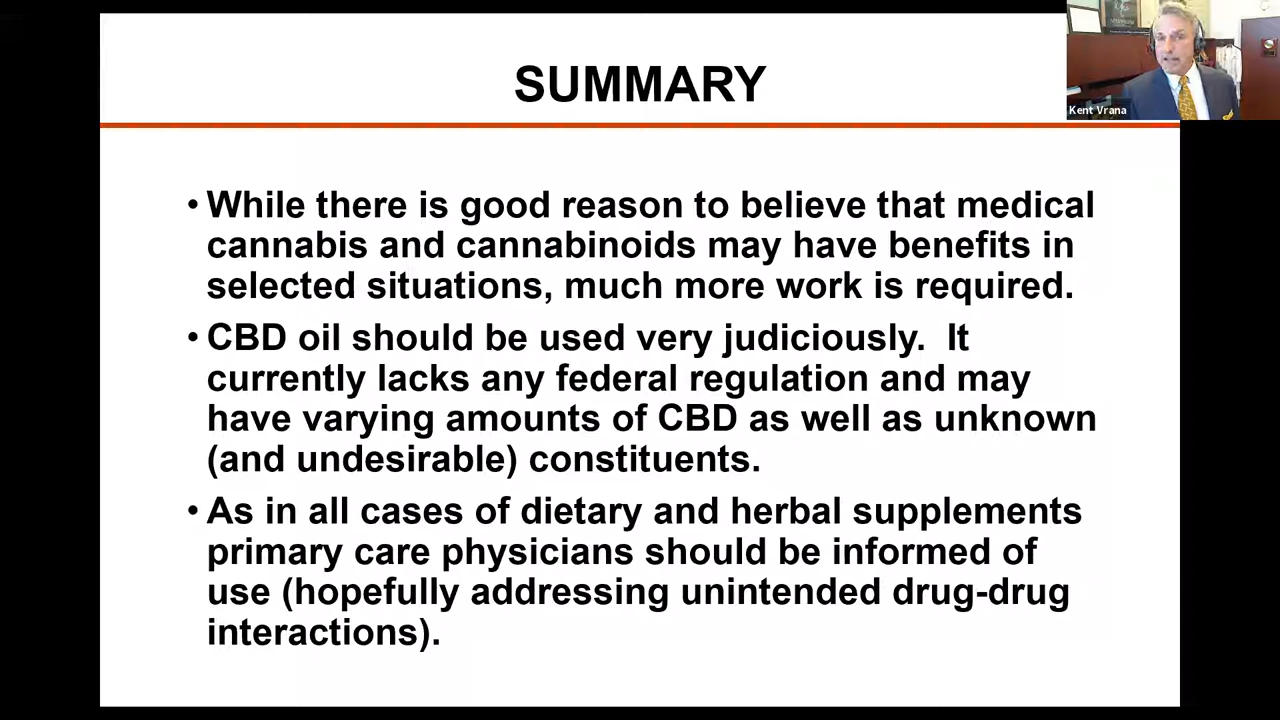 SUMMARY
Kent Vrana
• While there is good reason to believe that medical
cannabis and cannabinoids may have benefits in
selected situations, much more work is required.
• CBD oil should be used very judiciously.  It
currently lacks any federal regulation and may
have varying amounts of CBD as well as unknown
(and undesirable) constituents.
• As in all cases of dietary and herbal supplements
primary care physicians should be informed of
use (hopefully addressing unintended drug-drug
interactions).